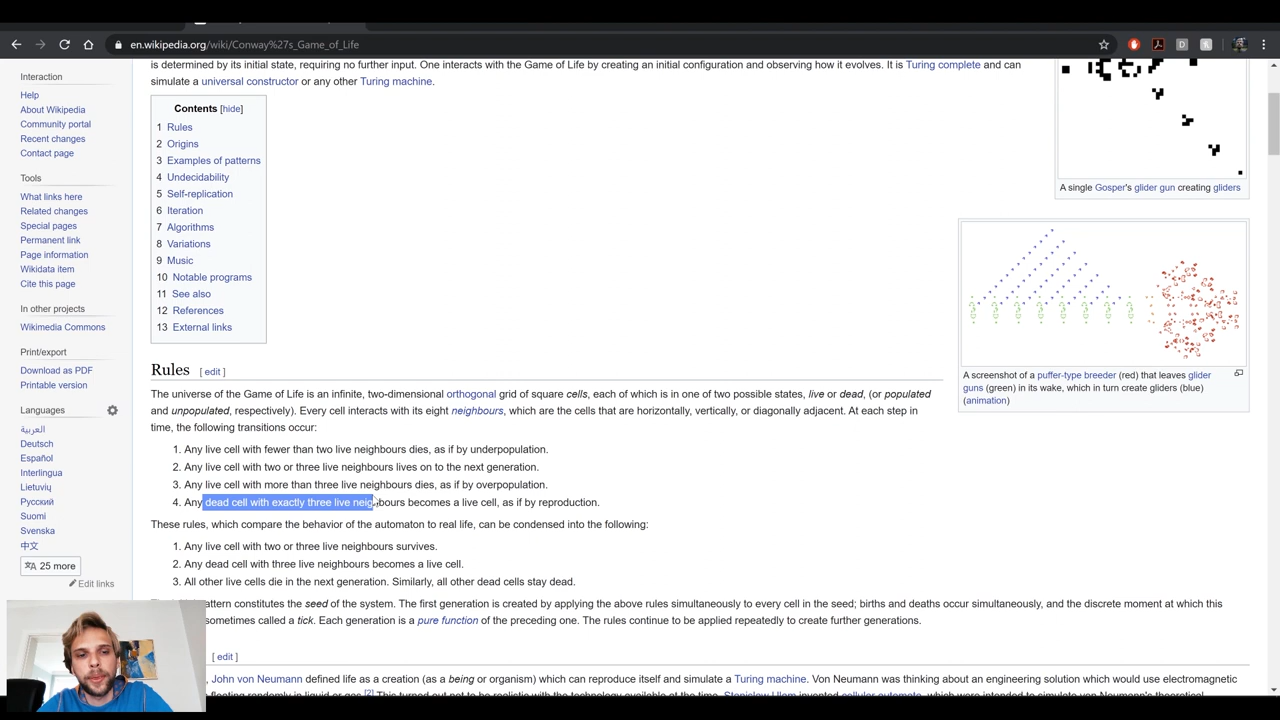 en.wikipedia.org/wiki/Conway%27s_Game_of_Life
D
Interaction
Help
About Wikipedia
Community portal
Recent changes
Contact page
Tools
What links here
Related changes
Special pages
Permanent link
Page information
Wikidata item
Cite this page
In other projects
Wikimedia Commons
Print/export
Download as PDF
Printable version
Languages
العربية
Deutsch
Español
Interlingua
Lietuvių
Русский
Suomi
Svenska
中文
25 more
Edit links
is determined by its initial state, requiring no further input. One interacts with the Game of Life by creating an initial configuration and observing how it evolves. It is Turing complete and can
simulate a universal constructor or any other Turing machine.
Contents [hide]
1 Rules
2 Origins
3 Examples of patterns
4 Undecidability
5 Self-replication
6 Iteration
7 Algorithms
8 Variations
9 Music
10 Notable programs
11 See also
12 References
13 External links
Rules [ edit ]
The universe of the Game of Life is an infinite, two-dimensional orthogonal grid of square cells, each of which is in one of two possible states, live or dead, (or populated
and unpopulated, respectively). Every cell interacts with its eight neighbours, which are the cells that are horizontally, vertically, or diagonally adjacent. At each step in
time, the following transitions occur:
1. Any live cell with fewer than two live neighbours dies, as if by underpopulation.
2. Any live cell with two or three live neighbours lives on to the next generation.
3. Any live cell with more than three live neighbours dies, as if by overpopulation.
4. Any dead cell with exactly three live neighbours becomes a live cell, as if by reproduction.
These rules, which compare the behavior of the automaton to real life, can be condensed into the following:
1. Any live cell with two or three live neighbours survives.
2. Any dead cell with three live neighbours becomes a live cell.
3. All other live cells die in the next generation. Similarly, all other dead cells stay dead.
pattern constitutes the seed of the system. The first generation is created by applying the above rules simultaneously to every cell in the seed; births and deaths occur simultaneously, and the discrete moment at which this
sometimes called a tick. Each generation is a pure function of the preceding one. The rules continue to be applied repeatedly to create further generations.
[ edit ]
John von Neumann defined life as a creation (as a being or organism) which can reproduce itself and simulate a Turing machine. Von Neumann was thinking about an engineering solution which would use electromagnetic
floating randomly in liquid or gas.[2] This turned out not to be realistic with the technology available at the time. Stanislaw Ulam invented cellular automata, which were intended to simulate von Neumann's theoretical
A single Gosper's glider gun creating gliders
A screenshot of a puffer-type breeder (red) that leaves glider
guns (green) in its wake, which in turn create gliders (blue)
(animation)